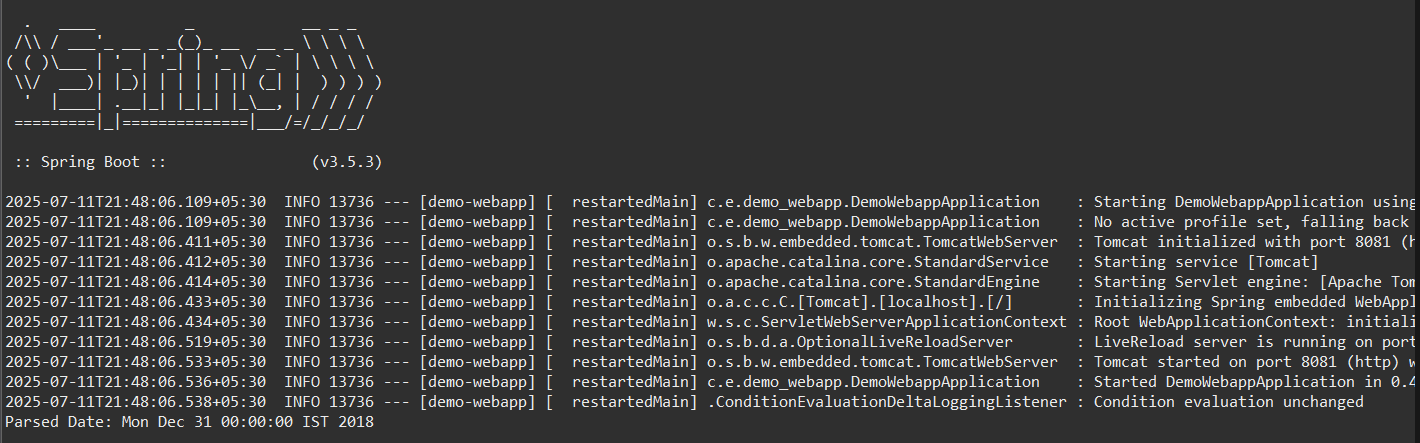 .   ____          _            __ _ _
 /\\ / ___'_ __ _ _(_)_ __  __ _ \ \ \ \
( ( )\___ | '_ | '_| | '_ \/ _` | \ \ \ \
 \\/  ___)| |_)| | | | | || (_| |  ) ) ) )
  '  |____| .__|_| |_|_| |_\__, | / / / /
 =========|_|==============|___/=/_/_/_/

 :: Spring Boot ::                (v3.5.3)

2025-07-11T21:48:06.109+05:30  INFO 13736 --- [demo-webapp] [  restartedMain] c.e.demo_webapp.DemoWebappApplication    : Starting DemoWebappApplication using
2025-07-11T21:48:06.109+05:30  INFO 13736 --- [demo-webapp] [  restartedMain] c.e.demo_webapp.DemoWebappApplication    : No active profile set, falling back
2025-07-11T21:48:06.411+05:30  INFO 13736 --- [demo-webapp] [  restartedMain] o.s.b.w.embedded.tomcat.TomcatWebServer  : Tomcat initialized with port 8081 (h
2025-07-11T21:48:06.412+05:30  INFO 13736 --- [demo-webapp] [  restartedMain] o.apache.catalina.core.StandardService   : Starting service [Tomcat]
2025-07-11T21:48:06.414+05:30  INFO 13736 --- [demo-webapp] [  restartedMain] o.apache.catalina.core.StandardEngine    : Starting Servlet engine: [Apache Tom
2025-07-11T21:48:06.433+05:30  INFO 13736 --- [demo-webapp] [  restartedMain] o.a.c.c.C.[Tomcat].[localhost].[/]       : Initializing Spring embedded WebAppl
2025-07-11T21:48:06.434+05:30  INFO 13736 --- [demo-webapp] [  restartedMain] w.s.c.ServletWebServerApplicationContext : Root WebApplicationContext: initiali
2025-07-11T21:48:06.519+05:30  INFO 13736 --- [demo-webapp] [  restartedMain] o.s.b.d.a.OptionalLiveReloadServer       : LiveReload server is running on port
2025-07-11T21:48:06.533+05:30  INFO 13736 --- [demo-webapp] [  restartedMain] o.s.b.w.embedded.tomcat.TomcatWebServer  : Tomcat started on port 8081 (http) w
2025-07-11T21:48:06.536+05:30  INFO 13736 --- [demo-webapp] [  restartedMain] c.e.demo_webapp.DemoWebappApplication    : Started DemoWebappApplication in 0.4
2025-07-11T21:48:06.538+05:30  INFO 13736 --- [demo-webapp] [  restartedMain] .ConditionEvaluationDeltaLoggingListener : Condition evaluation unchanged
Parsed Date: Mon Dec 31 00:00:00 IST 2018